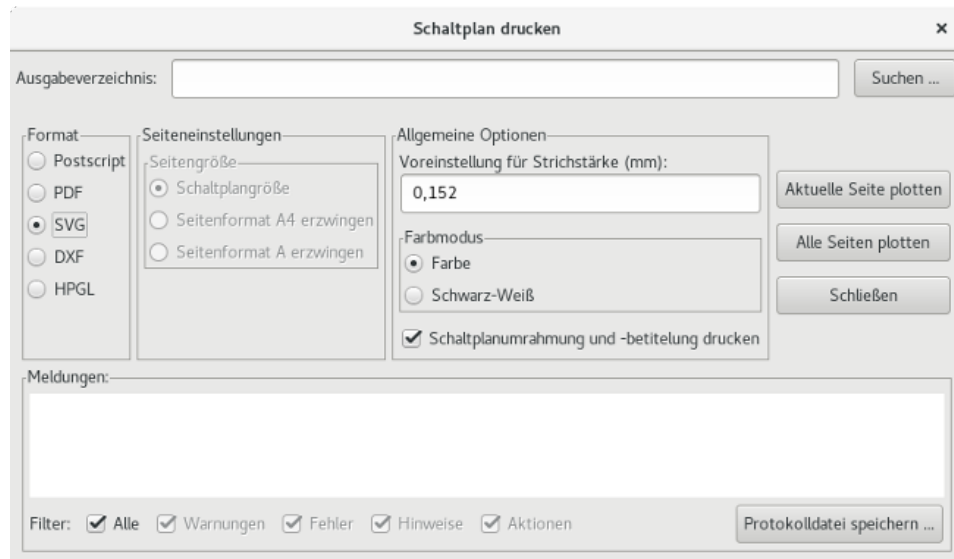 Schaltplan drucken
Ausgabeverzeichnis:
Suchen ...
Format
Postscript
PDF
SVG
DXF
HPGL
Seiteneinstellungen
Seitengröße
Schaltplangröße
Seitenformat A4 erzwingen
Seitenformat A erzwingen
Allgemeine Optionen
Voreinstellung für Strichstärke (mm):
0,152
Farbmodus
Farbe
Schwarz-Weiß
Schaltplanumrahmung und -betitelung drucken
Aktuelle Seite plotten
Alle Seiten plotten
Schließen
Meldungen:
Filter: Alle Warnungen Fehler Hinweise Aktionen
Protokolldatei speichern ...